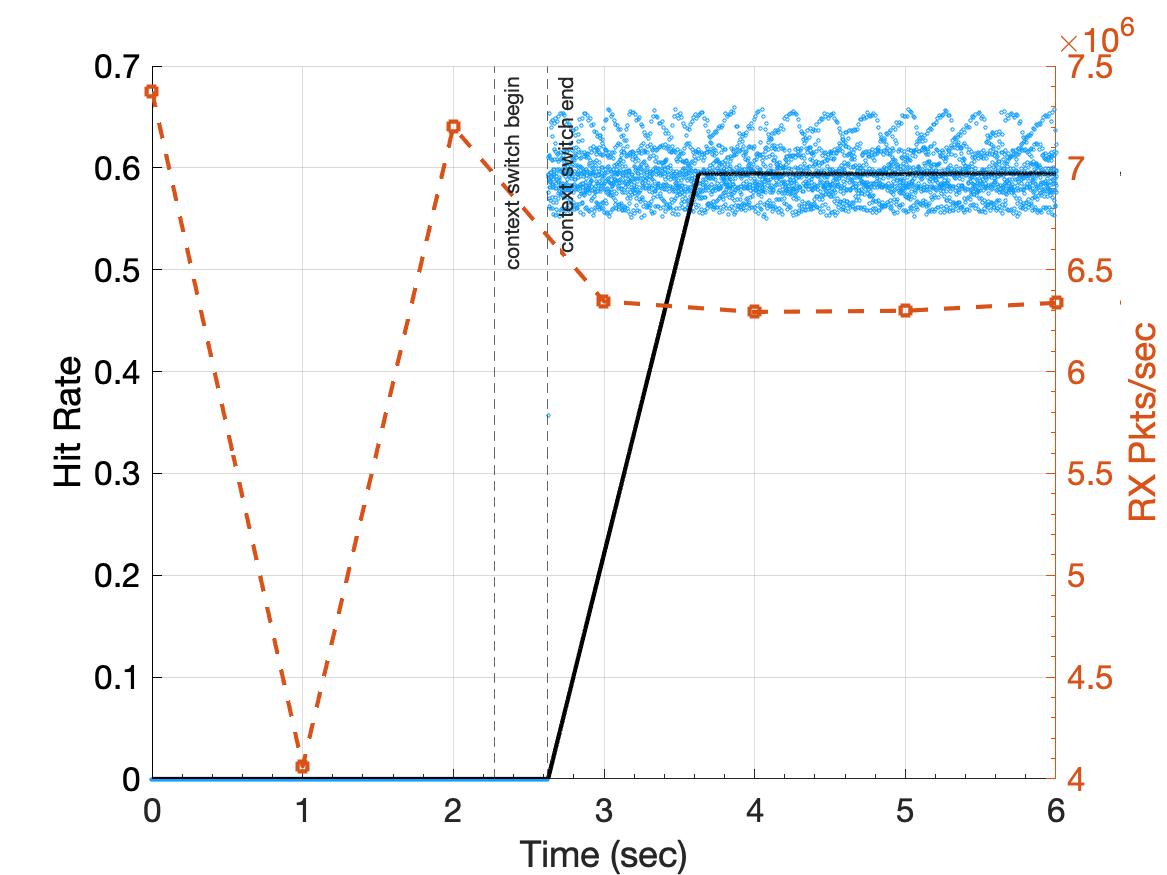 ×10^6
0.7
0.6
0.5
0.4
0.3
0.2
0.1
0
Hit Rate
context switch begin
context switch end
7.5
7
6.5
6
5.5
5
4.5
4
RX Pkts/sec
0 1 2 3 4 5 6
Time (sec)